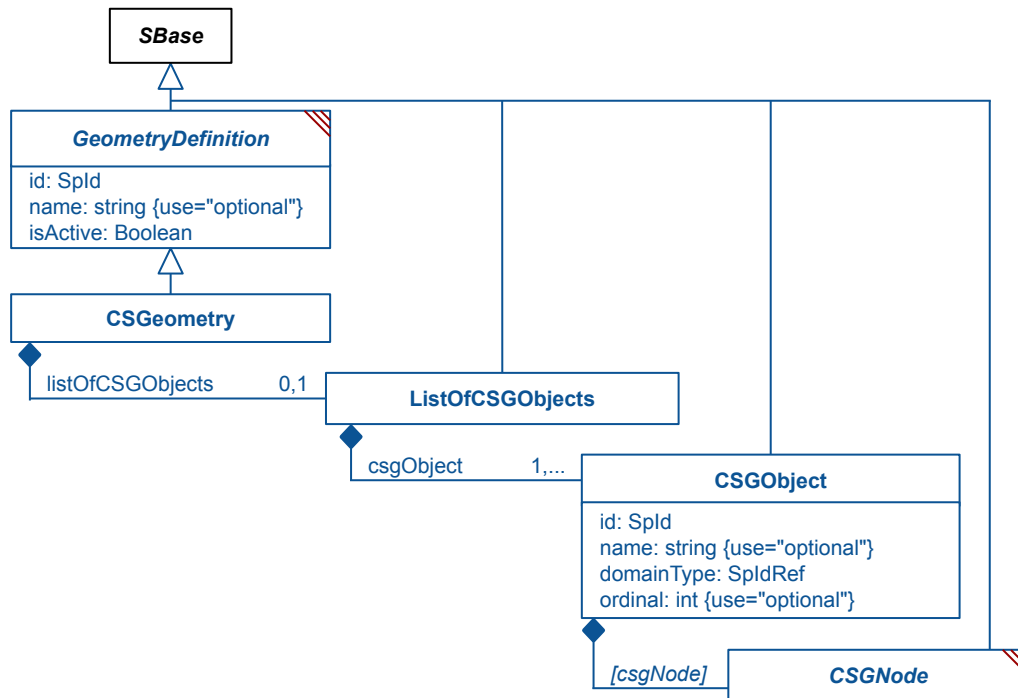 SBase
GeometryDefinition
id: SpId
name: string {use="optional"}
isActive: Boolean
CSGeometry
listOfCSGObjects 0,1
ListOfCSGObjects
csgObject 1,...
CSGObject
id: SpId
name: string {use="optional"}
domainType: SpIdRef
ordinal: int {use="optional"}
[csgNode]
CSGNode